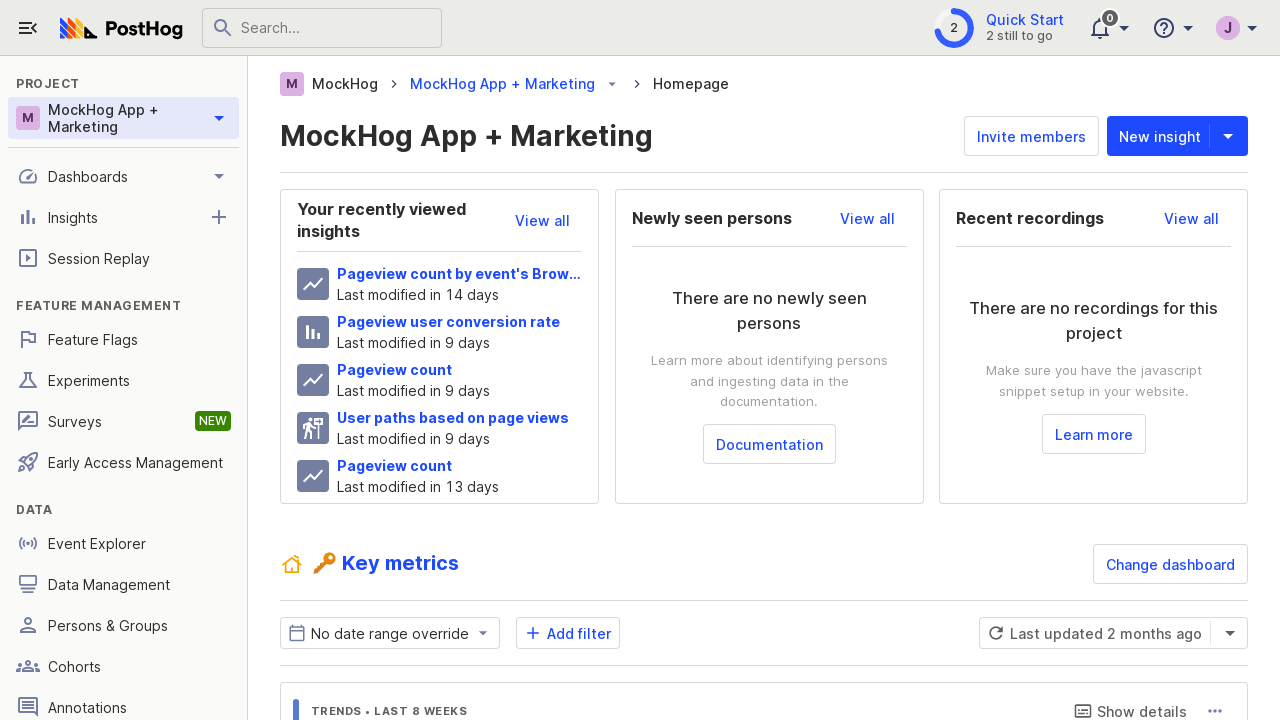 PostHog
Search...
2
Quick Start
2 still to go
0
J
PROJECT
M
MockHog App +
Marketing
Dashboards
Insights
Session Replay
FEATURE MANAGEMENT
Feature Flags
Experiments
Surveys
NEW
Early Access Management
DATA
Event Explorer
Data Management
Persons & Groups
Cohorts
Annotations
M MockHog
MockHog App + Marketing
Homepage
MockHog App + Marketing
Invite members
New insight
Your recently viewed
insights
View all
Pageview count by event's Brow...
Last modified in 14 days
Pageview user conversion rate
Last modified in 9 days
Pageview count
Last modified in 9 days
User paths based on page views
Last modified in 9 days
Pageview count
Last modified in 13 days
Newly seen persons
View all
There are no newly seen
persons
Learn more about identifying persons
and ingesting data in the
documentation.
Documentation
Recent recordings
View all
There are no recordings for this
project
Make sure you have the javascript
snippet setup in your website.
Learn more
🔑 Key metrics
Change dashboard
No date range override
Add filter
Last updated 2 months ago
TRENDS • LAST 8 WEEKS
Show details